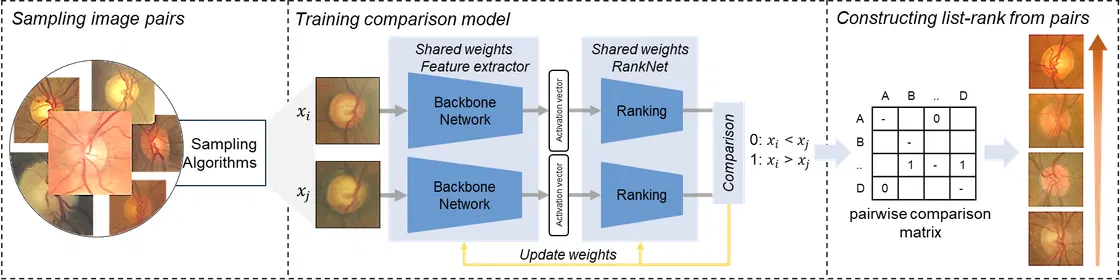 Sampling image pairs
Sampling
Algorithms
Training comparison model
Shared weights
Feature extractor
Shared weights
RankNet
x_i
Backbone
Network
Activation vector
Ranking
x_j
Backbone
Network
Activation vector
Ranking
Comparison
0: x_i < x_j
1: x_i > x_j
Update weights
Constructing list-rank from pairs
A B .. D
A - 0
B -
.. 1 - 1
D 0 -
pairwise comparison
matrix